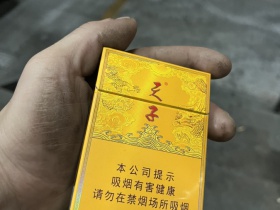 天子
本公司提示
吸烟有害健康
请勿在禁烟场所吸烟